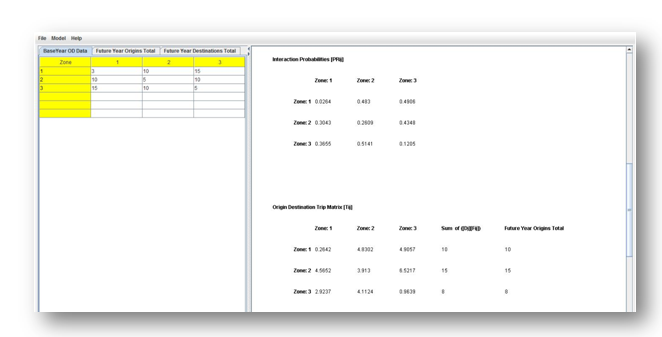 File Model Help
BaseYear OD Data Future Year Origins Total Future Year Destinations Total
Zone 1 2 3
1 3 10 15
2 10 5 10
3 15 10 5
Interaction Probabilities [PRij]
Zone: 1 Zone: 2 Zone: 3
Zone: 1 0.0264 0.483 0.4906
Zone: 2 0.3043 0.2609 0.4348
Zone: 3 0.3655 0.5141 0.1205
Origin Destination Trip Matrix [Tij]
Zone: 1 Zone: 2 Zone: 3 Sum of ([Dj][Fij]) Future Year Origins Total
Zone: 1 0.2642 4.8302 4.9057 10 10
Zone: 2 4.5652 3.913 6.5217 15 15
Zone: 3 2.9237 4.1124 0.9639 8 8